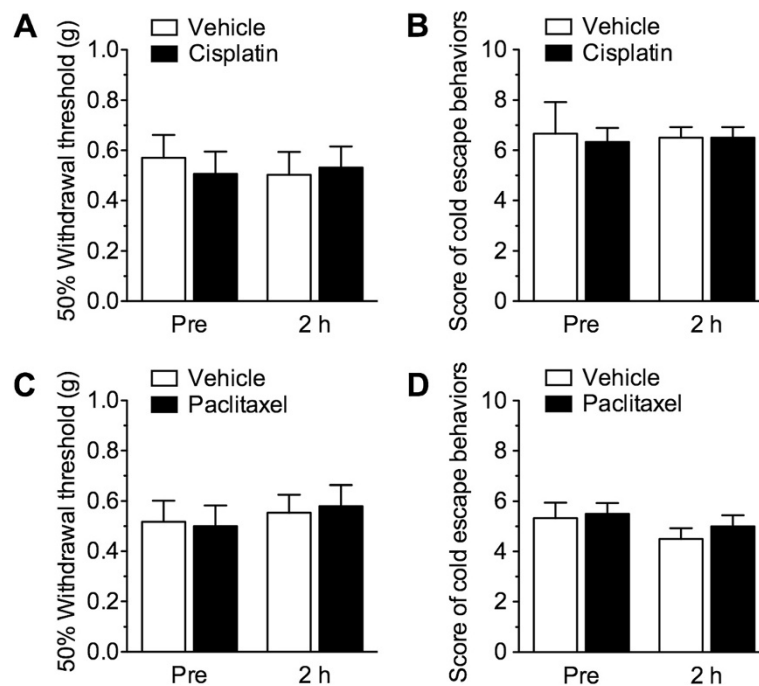 A
Vehicle
Cisplatin
50% Withdrawal threshold (g)
1.0
0.8
0.6
0.4
0.2
0.0
Pre
2 h
B
Vehicle
Cisplatin
Score of cold escape behaviors
10
8
6
4
2
0
Pre
2 h
C
Vehicle
Paclitaxel
50% Withdrawal threshold (g)
1.0
0.8
0.6
0.4
0.2
0.0
Pre
2 h
D
Vehicle
Paclitaxel
Score of cold escape behaviors
10
8
6
4
2
0
Pre
2 h